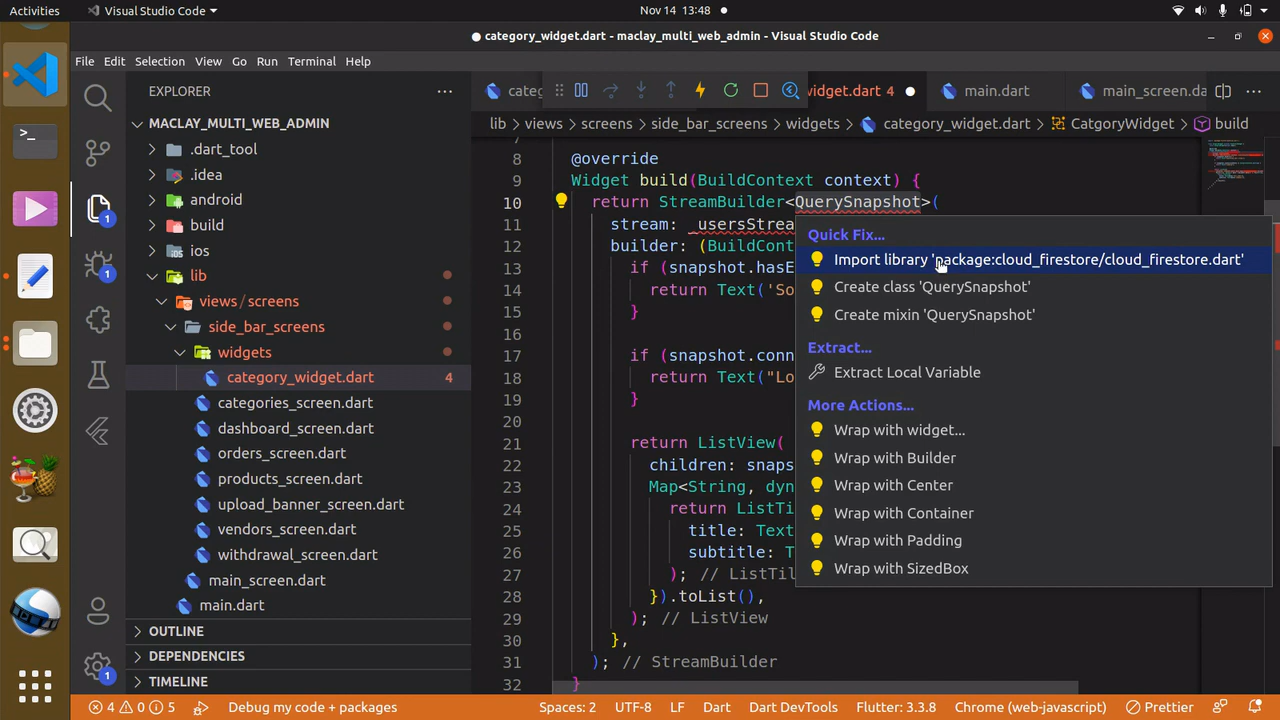 Activities
Visual Studio Code
Nov 14 13:48
● category_widget.dart - maclay_multi_web_admin - Visual Studio Code
File Edit Selection View Go Run Terminal Help
EXPLORER
MACLAY_MULTI_WEB_ADMIN
.dart_tool
.idea
android
build
ios
lib
views / screens
side_bar_screens
widgets
category_widget.dart 4
categories_screen.dart
dashboard_screen.dart
orders_screen.dart
products_screen.dart
upload_banner_screen.dart
vendors_screen.dart
withdrawal_screen.dart
main_screen.dart
main.dart
OUTLINE
DEPENDENCIES
TIMELINE
1
1
1
categ
widget.dart 4
main.dart
main_screen.da
lib > views > screens > side_bar_screens > widgets > category_widget.dart > CatgoryWidget > build
8 @override
9 Widget build(BuildContext context) {
10 return StreamBuilder<QuerySnapshot>(
11 stream: _usersStrea
12 builder: (BuildCont
13 if (snapshot.hasE
14 return Text('So
15 }
16
17 if (snapshot.conn
18 return Text("Lo
19 }
20
21 return ListView(
22 children: snaps
23 Map<String, dyn
24 return ListTi
25 title: Text
26 subtitle: T
27 ); // ListTil
28 }).toList(),
29 ); // ListView
30 },
31 ); // StreamBuilder
32 }
Quick Fix...
Import library 'package:cloud_firestore/cloud_firestore.dart'
Create class 'QuerySnapshot'
Create mixin 'QuerySnapshot'
Extract...
Extract Local Variable
More Actions...
Wrap with widget...
Wrap with Builder
Wrap with Center
Wrap with Container
Wrap with Padding
Wrap with SizedBox
4 0 5 Debug my code + packages Spaces: 2 UTF-8 LF Dart Dart DevTools Flutter: 3.3.8 Chrome (web-javascript) Prettier